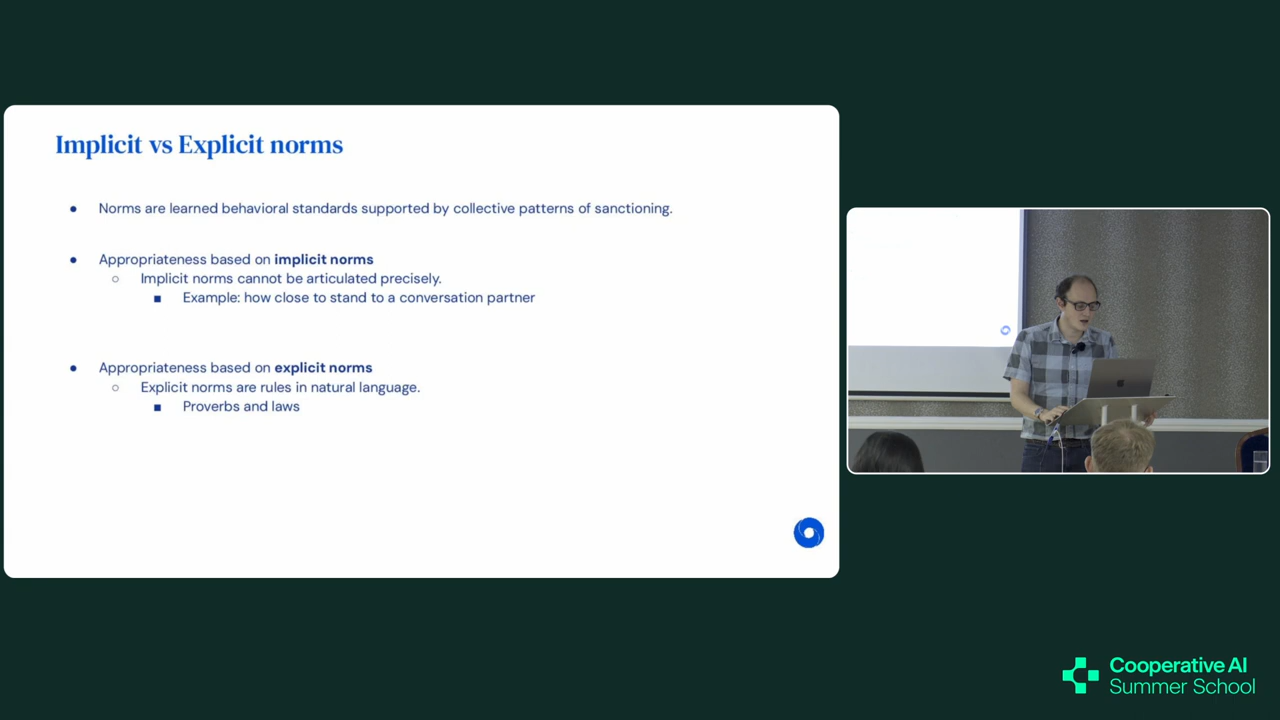 Implicit vs Explicit norms
● Norms are learned behavioral standards supported by collective patterns of sanctioning.
● Appropriateness based on implicit norms
○ Implicit norms cannot be articulated precisely.
■ Example: how close to stand to a conversation partner
● Appropriateness based on explicit norms
○ Explicit norms are rules in natural language.
■ Proverbs and laws
Cooperative AI
Summer School